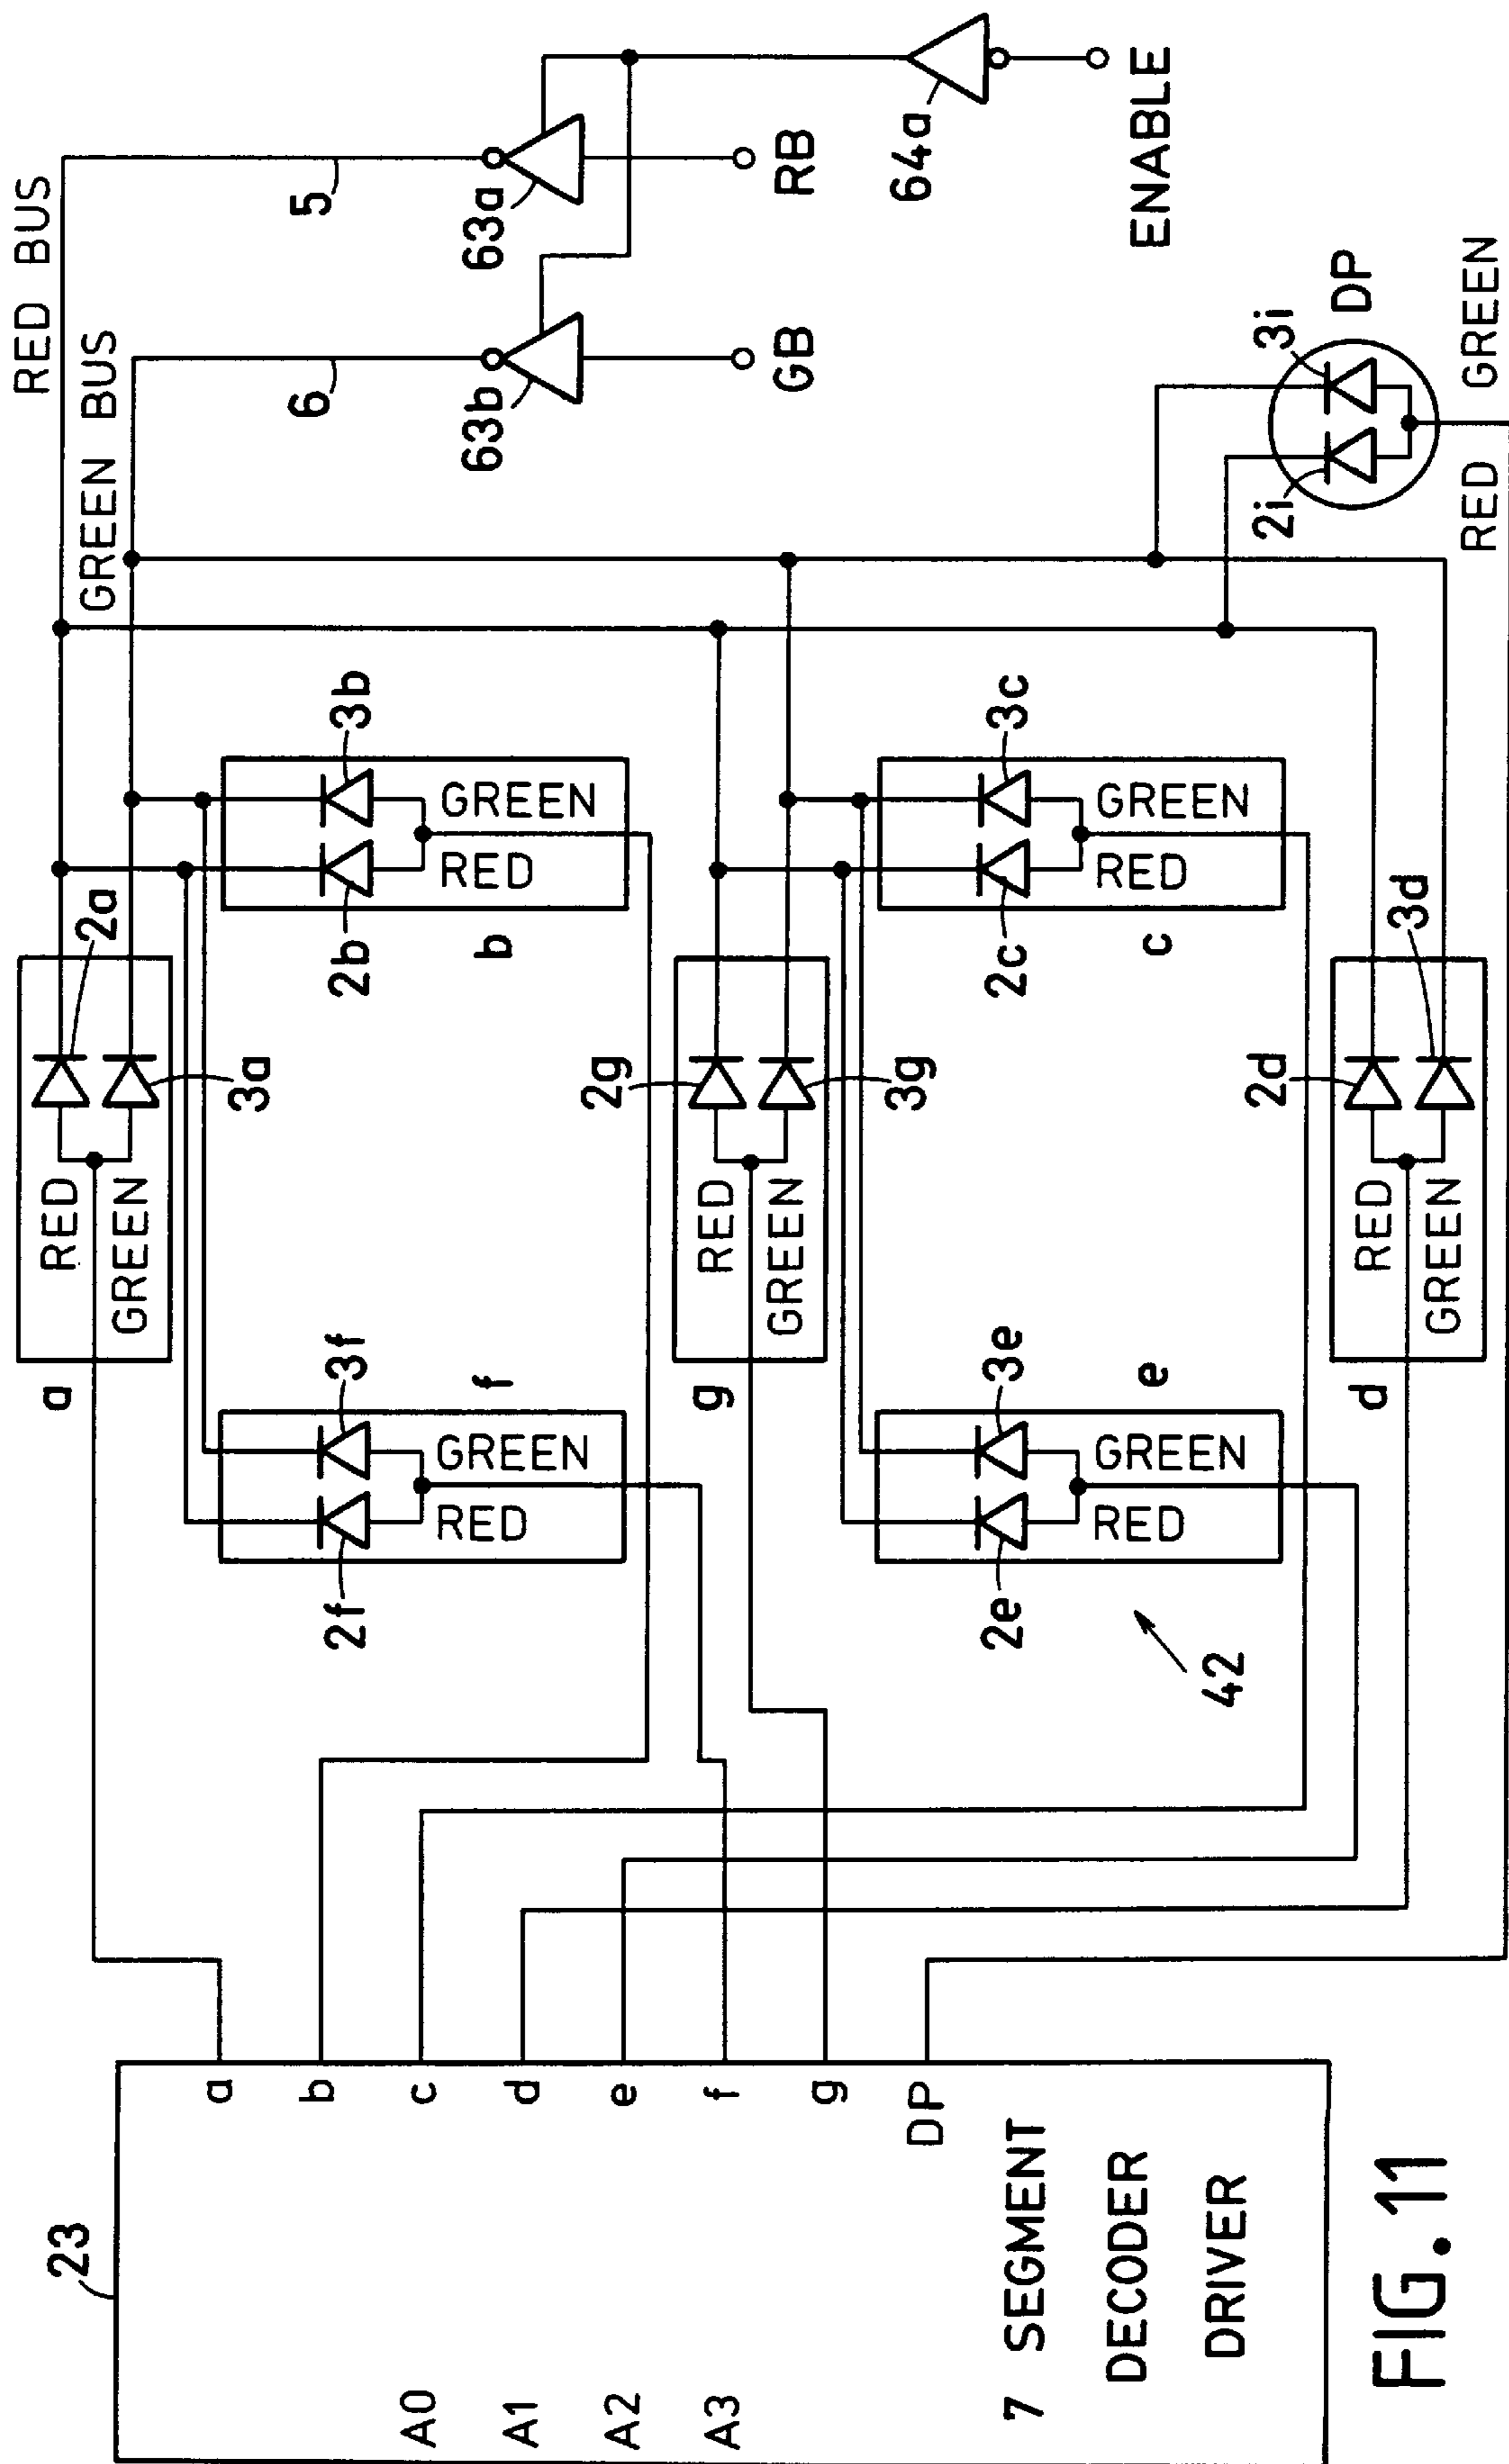 RED BUS
GREEN BUS
5
6
63a
63b
RB
GB
64a
ENABLE
23
a
b
c
d
e
f
g
DP
A0
A1
A2
A3
7 SEGMENT
DECODER
DRIVER
a
RED
GREEN
2a
3a
f
2f
3f
RED
GREEN
b
2b
3b
RED
GREEN
g
2g
3g
RED
GREEN
e
2e
3e
RED
GREEN
c
2c
3c
RED
GREEN
d
2d
3d
RED
GREEN
2i
3i
DP
RED
GREEN
42
FIG. 11